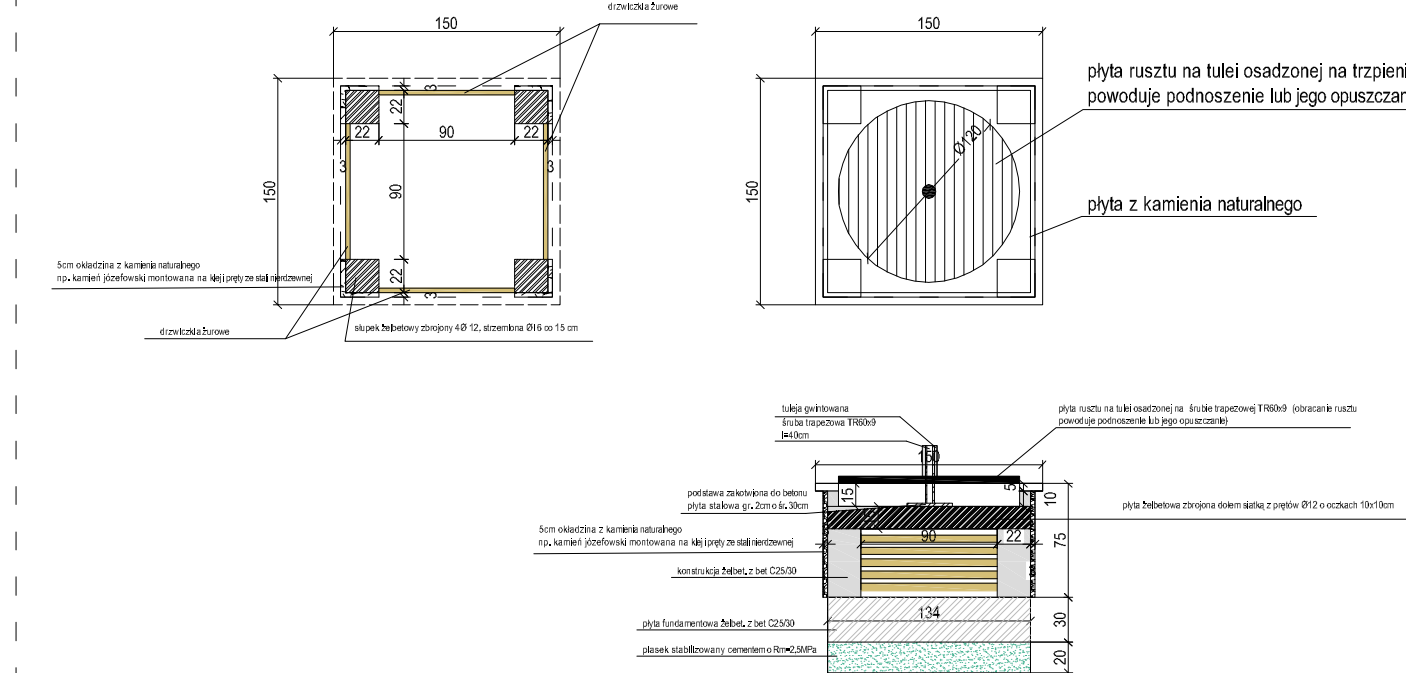 drzwiczki ażurowe
150
150
22
3
22
90
22
3
3
90
150
22
3
5cm okładzina z kamienia naturalnego
np. kamień józefowski montowana na klej i pręty ze stali nierdzewnej
drzwiczki ażurowe
słupek żelbetowy zbrojony 4Ø 12, strzemiona Ø16 co 15 cm
płyta rusztu na tulei osadzonej na trzpieni
powoduje podnoszenie lub jego opuszczan
Ø120
150
płyta z kamienia naturalnego
tuleja gwintowana
śruba trapezowa TR60x9
l=40cm
płyta rusztu na tulei osadzonej na śrubie trapezowej TR60x9 (obracanie rusztu
powoduje podnoszenie lub jego opuszczanie)
150
podstawa zakotwiona do betonu
płyta stalowa gr. 2cm o śr. 30cm
15
5
10
płyta żelbetowa zbrojona dołem siatką z prętów Ø12 o oczkach 10x10cm
15
5cm okładzina z kamienia naturalnego
np. kamień józefowski montowana na klej i pręty ze stali nierdzewnej
90
22
75
konstrukcja żelbet. z bet C25/30
134
30
płyta fundamentowa żelbet. z bet C25/30
piasek stabilizowany cementem o Rm=2,5MPa
20